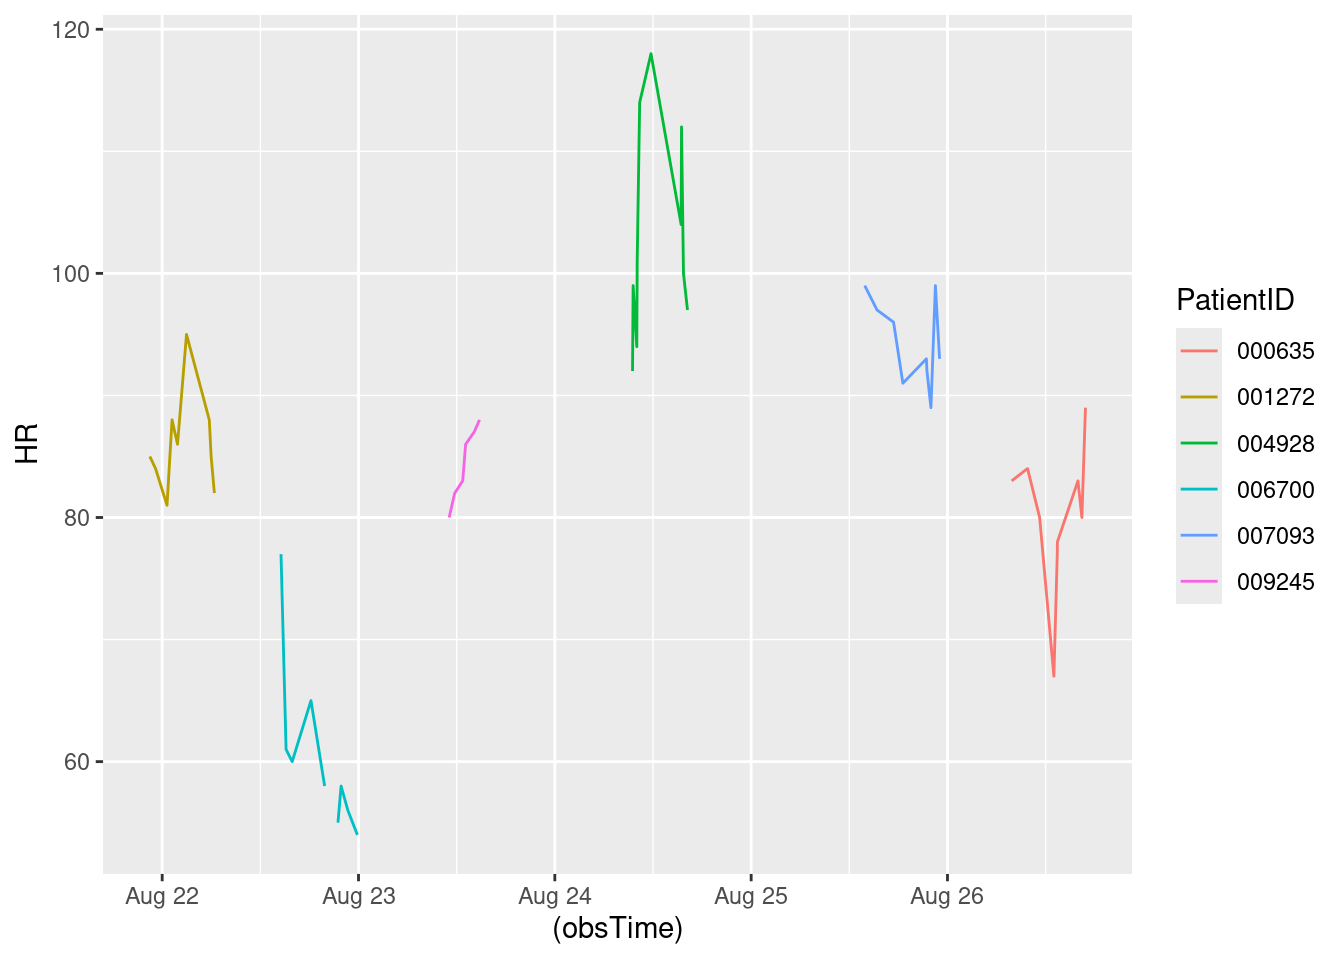 120
100
80
60
HR
Aug 22
Aug 23
Aug 24
Aug 25
Aug 26
(obsTime)
PatientID
000635
001272
004928
006700
007093
009245